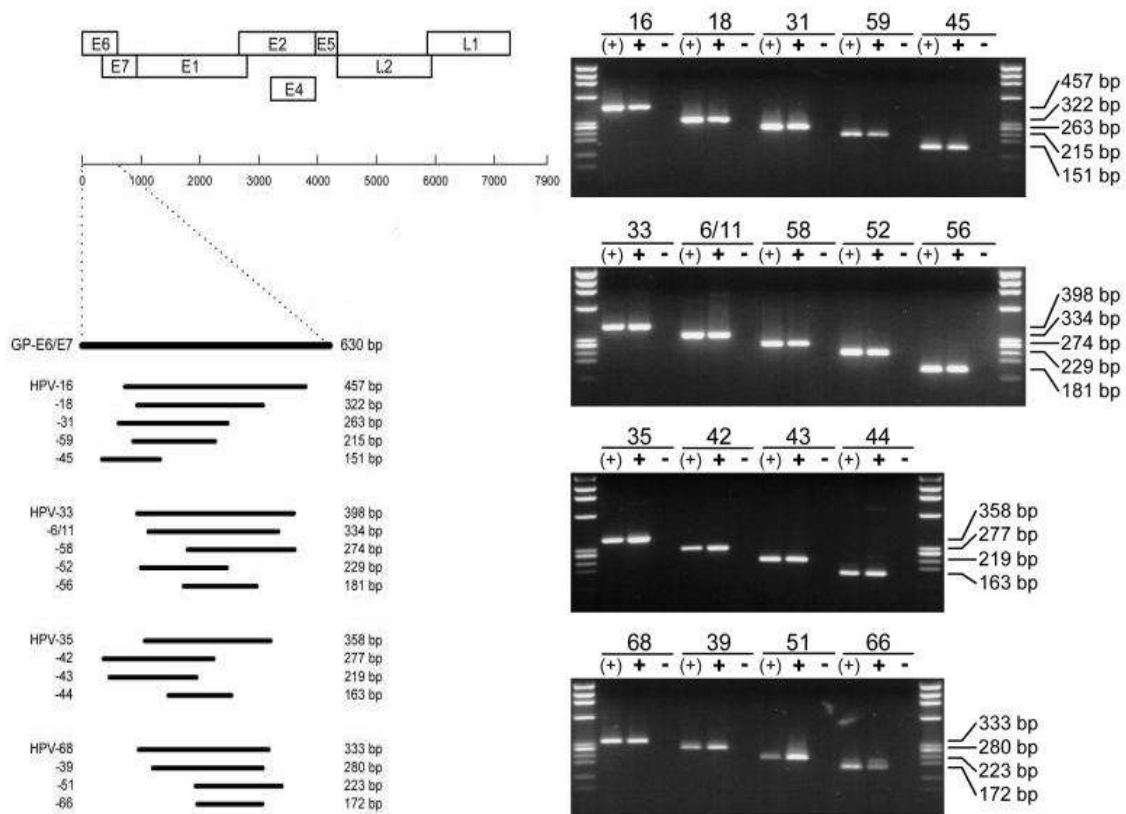 E6 E2 E5 L1
E7 E1 L2
E4
0 1000 2000 3000 4000 5000 6000 7000 7900
GP-E6/E7 630 bp
HPV-16 457 bp
-18 322 bp
-31 263 bp
-59 215 bp
-45 151 bp
HPV-33 398 bp
-6/11 334 bp
-58 274 bp
-52 229 bp
-56 181 bp
HPV-35 358 bp
-42 277 bp
-43 219 bp
-44 163 bp
HPV-68 333 bp
-39 280 bp
-51 223 bp
-66 172 bp
16 18 31 59 45
(+) + - (+) + - (+) + - (+) + - (+) + -
457 bp
322 bp
263 bp
215 bp
151 bp
33 6/11 58 52 56
(+) + - (+) + - (+) + - (+) + - (+) + -
398 bp
334 bp
274 bp
229 bp
181 bp
35 42 43 44
(+) + - (+) + - (+) + - (+) + -
358 bp
277 bp
219 bp
163 bp
68 39 51 66
(+) + - (+) + - (+) + - (+) + -
333 bp
280 bp
223 bp
172 bp